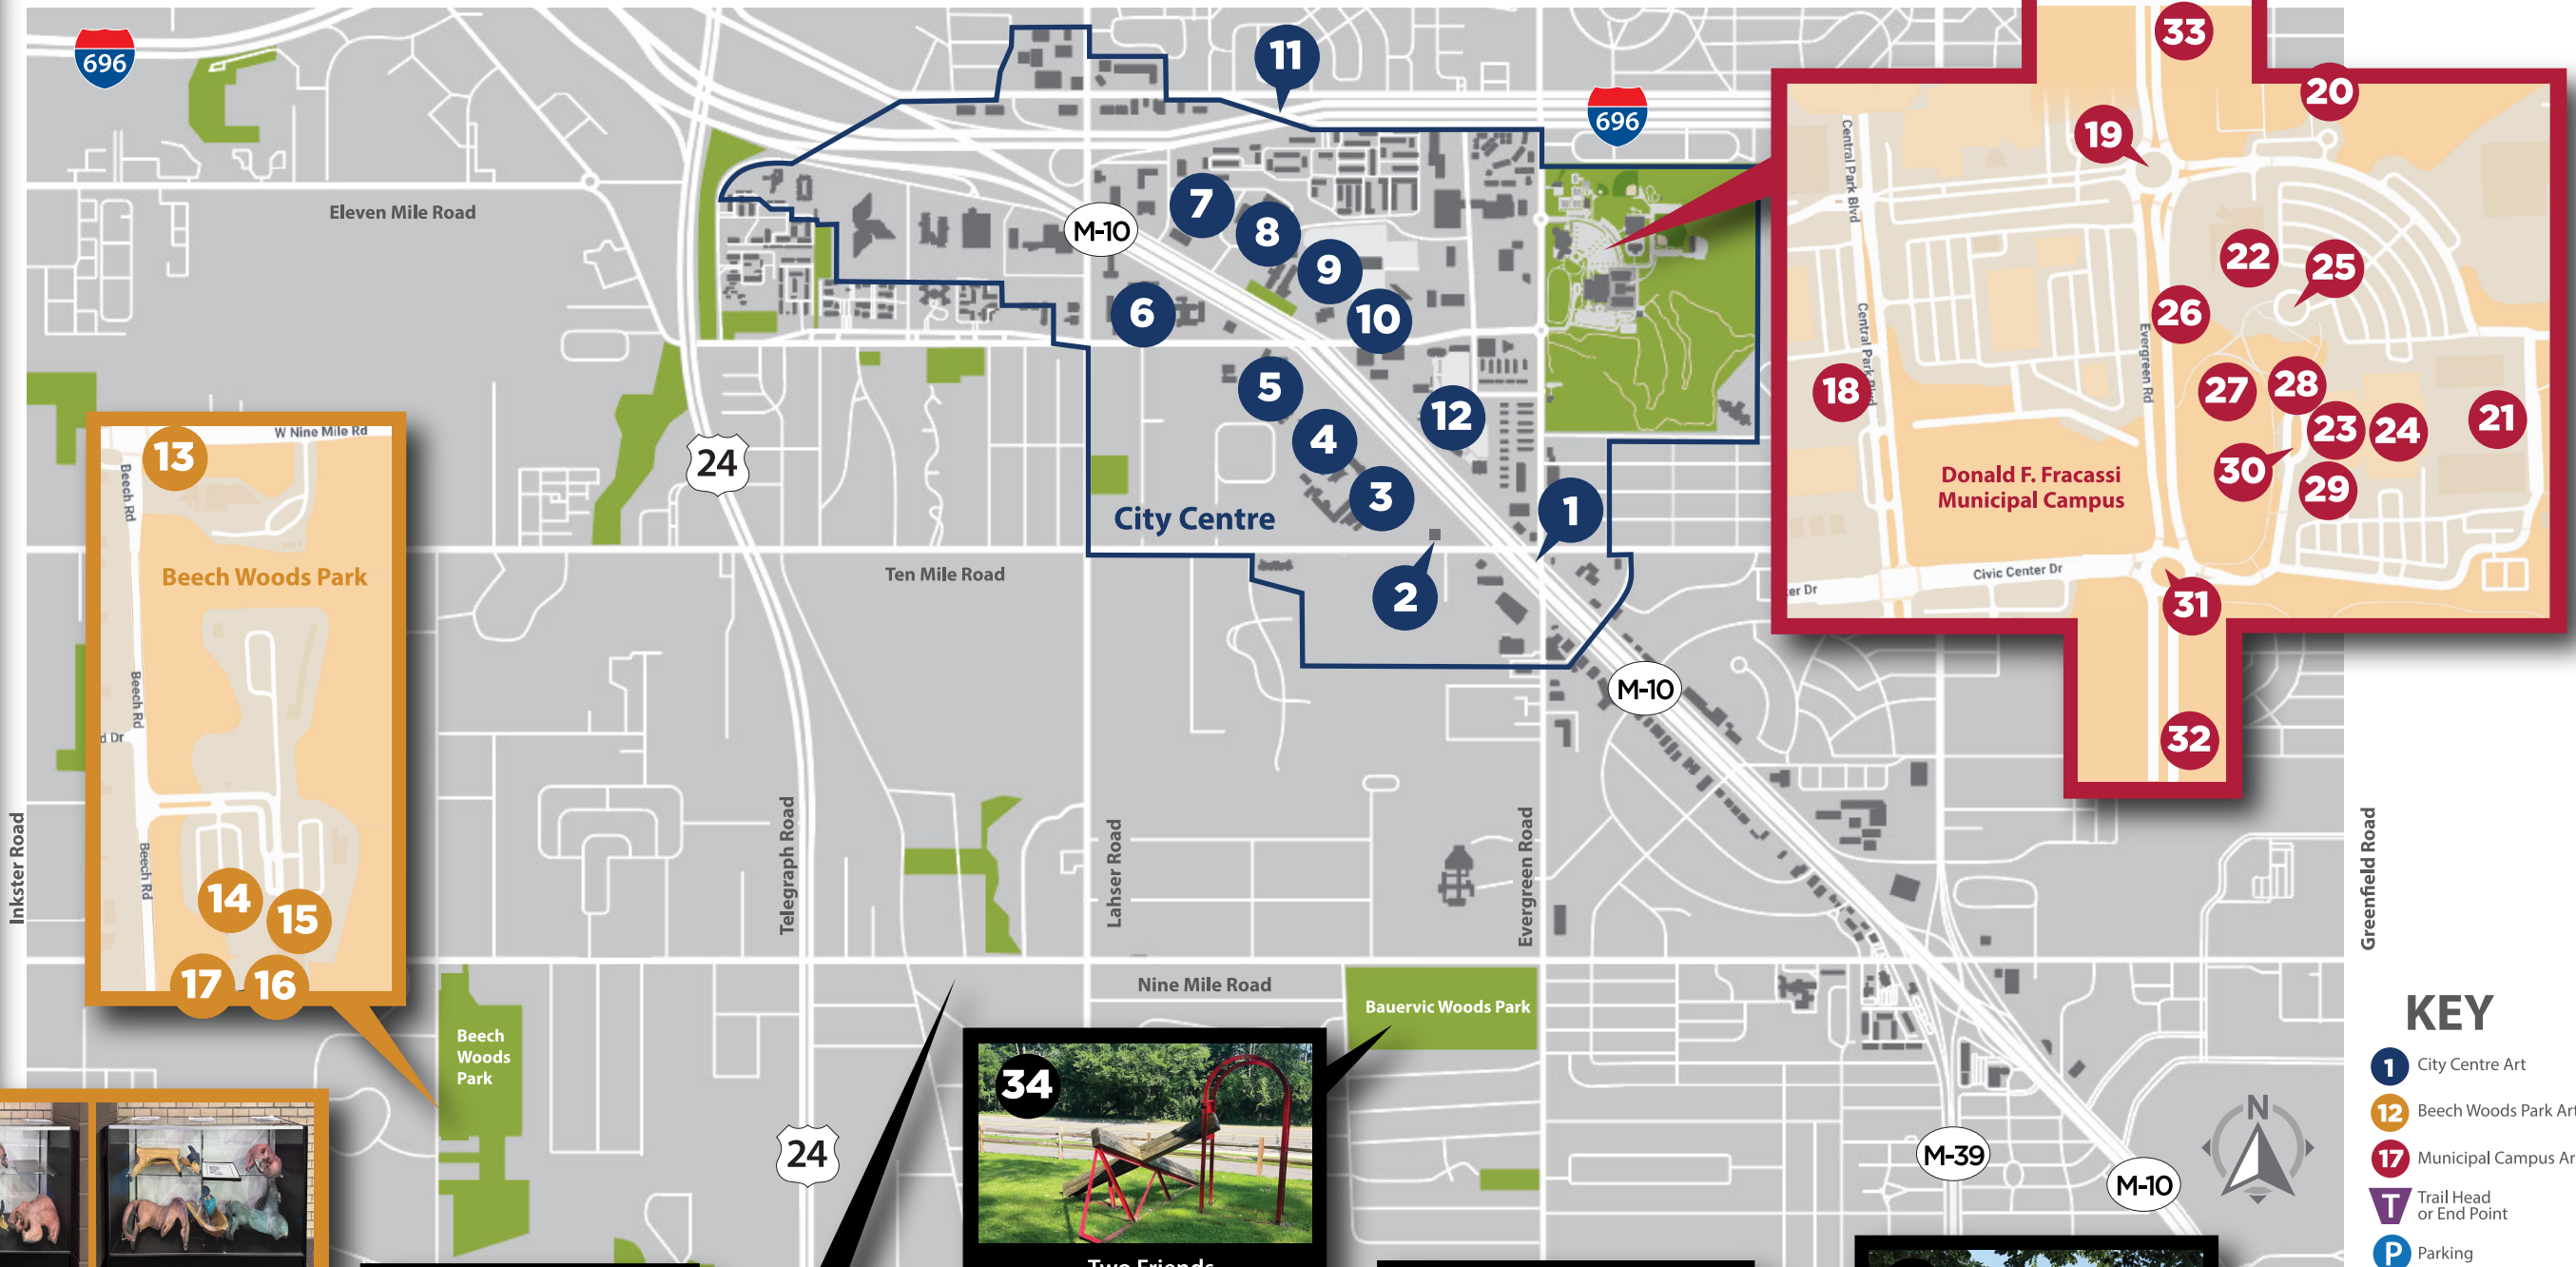 696
11
33
20
19
696
Central Park Blvd
Eleven Mile Road
7
8
M-10
9
22
25
6
10
26
Central Park Blvd
Evergreen Rd
5
12
18
27
28
23
24
21
4
30
29
3
1
2
24
City Centre
Donald F. Fracassi
Municipal Campus
Civic Center Dr
er Dr
31
32
W Nine Mile Rd
13
Beech Rd
Beech Woods Park
Beech Rd
d Dr
Beech Rd
14
15
17
16
Ten Mile Road
M-10
Inkster Road
Telegraph Road
Lahser Road
Evergreen Road
Greenfield Road
Nine Mile Road
Bauervic Woods Park
Beech
Woods
Park
24
34
Two Friends
M-39
M-10
N
KEY
1 City Centre Art
12 Beech Woods Park Art
17 Municipal Campus Ar
T Trail Head
or End Point
P Parking